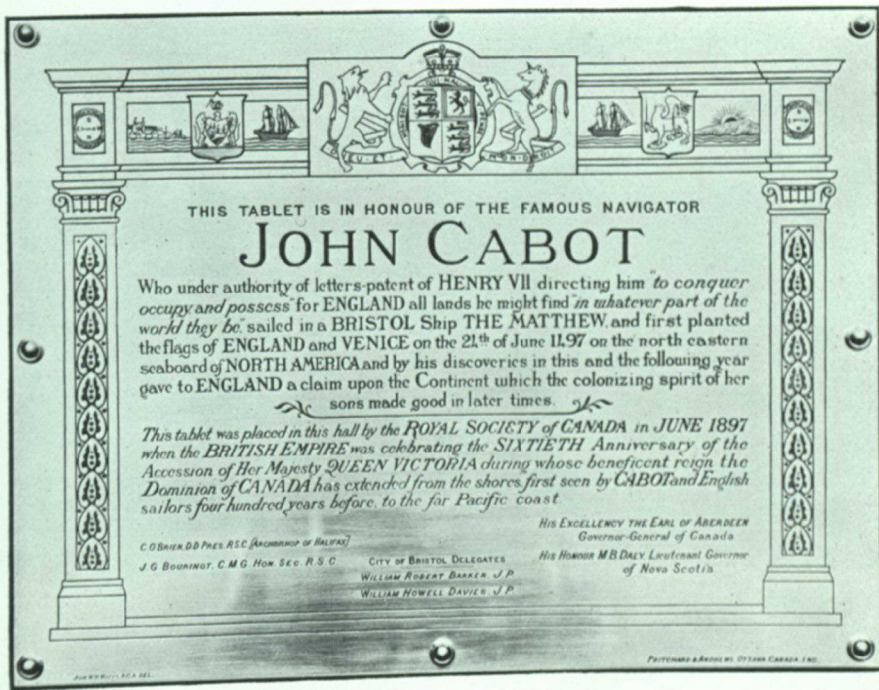 THIS TABLET IS IN HONOUR OF THE FAMOUS NAVIGATOR
JOHN CABOT
Who under authority of letters-patent of HENRY VII directing him "to conquer
occupy and possess" for ENGLAND all lands he might find "in whatever part of the
world they be," sailed in a BRISTOL Ship THE MATTHEW, and first planted
the flags of ENGLAND and VENICE on the 24th of June 1497 on the north eastern
seaboard of NORTH AMERICA, and by his discoveries in this and the following year
gave to ENGLAND a claim upon the Continent which the colonizing spirit of her
sons made good in later times.
This tablet was placed in this hall by the ROYAL SOCIETY of CANADA in JUNE 1897
when the BRITISH EMPIRE was celebrating the SIXTIETH Anniversary of the
Accession of Her Majesty QUEEN VICTORIA during whose beneficent reign the
Dominion of CANADA has extended from the shores first seen by CABOT and English
sailors four hundred years before, to the far Pacific coast.
C. O'BRIEN. D.D. PRES. R.S.C. [ARCHBISHOP OF HALIFAX]
J. G. BOURINOT. C.M.G. HON. SEC. R.S.C
CITY OF BRISTOL DELEGATES
WILLIAM ROBERT BARKER, J.P.
WILLIAM HOWELL DAVIES, J.P.
HIS EXCELLENCY THE EARL OF ABERDEEN
Governor-General of Canada
HIS HONOUR M.B. DALY, Lieutenant Governor
of Nova Scotia
PRITCHARD & ANDREWS OTTAWA CANADA. ENG.